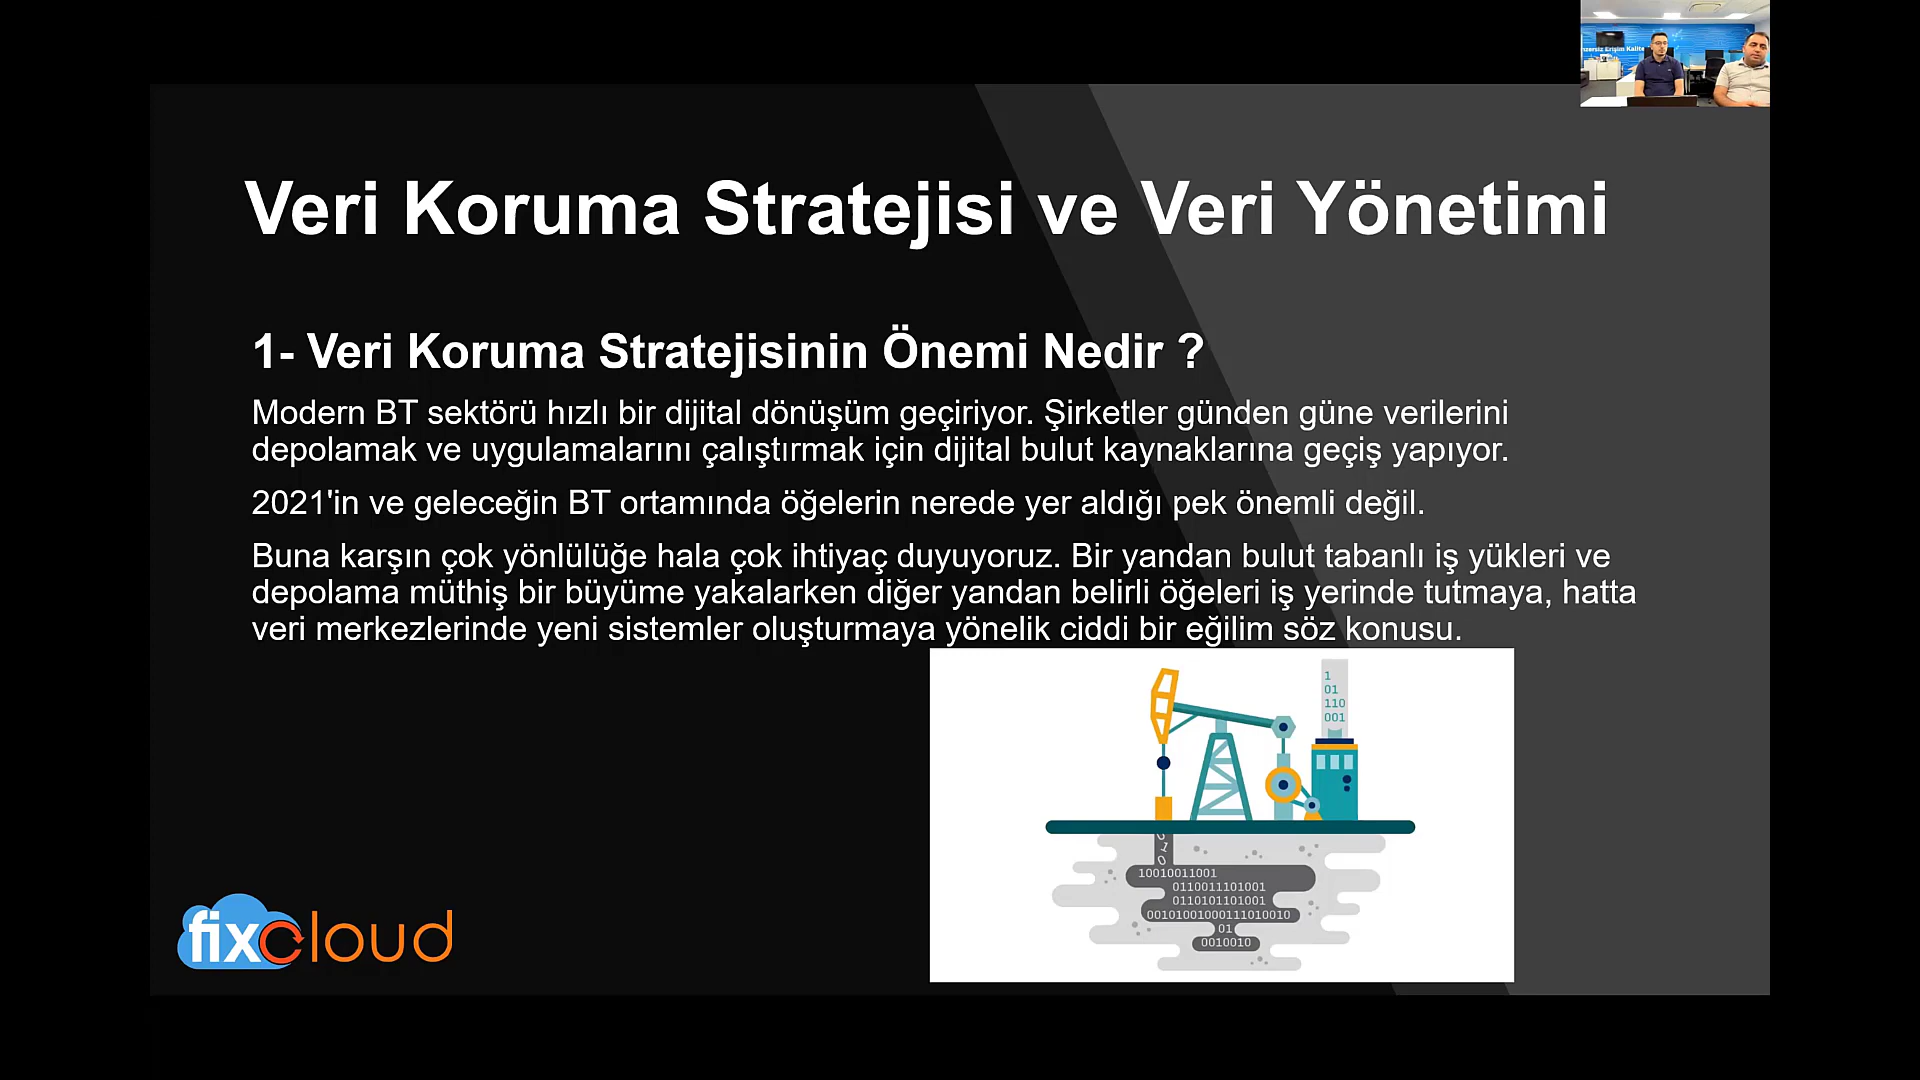 Veri Koruma Stratejisi ve Veri Yönetimi
1- Veri Koruma Stratejisinin Önemi Nedir ?
Modern BT sektörü hızlı bir dijital dönüşüm geçiriyor. Şirketler günden güne verilerini
depolamak ve uygulamalarını çalıştırmak için dijital bulut kaynaklarına geçiş yapıyor.
2021'in ve geleceğin BT ortamında öğelerin nerede yer aldığı pek önemli değil.
Buna karşın çok yönlülüğe hala çok ihtiyaç duyuyoruz. Bir yandan bulut tabanlı iş yükleri ve
depolama müthiş bir büyüme yakalarken diğer yandan belirli öğeleri iş yerinde tutmaya, hatta
veri merkezlerinde yeni sistemler oluşturmaya yönelik ciddi bir eğilim söz konusu.
1
01
110
001
10010011001
0110011101001
0110101101001
00101001000111010010
01
0010010
fixcloud